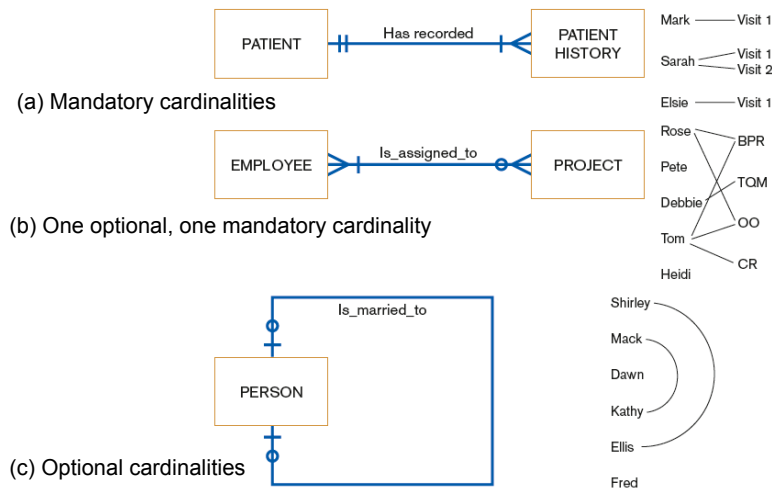 PATIENT
Has recorded
PATIENT
HISTORY
Mark
Visit 1
Sarah
Visit 1
Visit 2
Elsie
Visit 1
(a) Mandatory cardinalities
EMPLOYEE
Is_assigned_to
PROJECT
Rose
BPR
Pete
TQM
Debbie
OO
Tom
CR
Heidi
(b) One optional, one mandatory cardinality
Is_married_to
PERSON
Shirley
Mack
Dawn
Kathy
Ellis
Fred
(c) Optional cardinalities